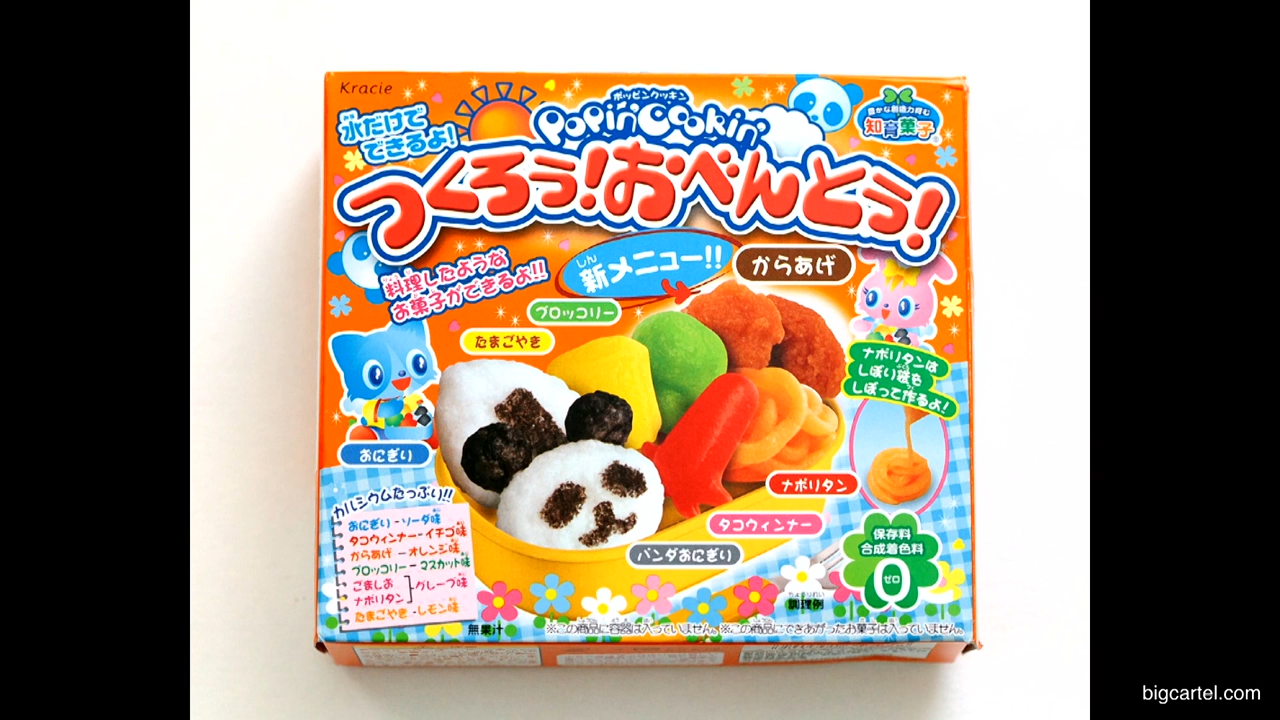 Kracie
水だけで
できるよ!
ポッピンクッキン
Popin'Cookin'
豊かな創造力育む
知育菓子®
つくろう!おべんとう!
料理したような
お菓子ができるよ!!
しん
新メニュー!!
からあげ
ブロッコリー
たまごやき
おにぎり
ナポリタンは
しぼり袋を
しぼって作るよ!
ナポリタン
タコウィンナー
パンダおにぎり
カルシウムたっぷり!!
おにぎり-ソーダ味
タコウィンナー-イチゴ味
からあげ-オレンジ味
ブロッコリー-マスカット味
ごましお
ナポリタン
グレープ味
たまごやき-レモン味
保存料
合成着色料
0
ゼロ
ちょうりれい
調理例
無果汁
※この商品に容器は入っていません。※この商品にできあがったお菓子は入っていません。
bigcartel.com